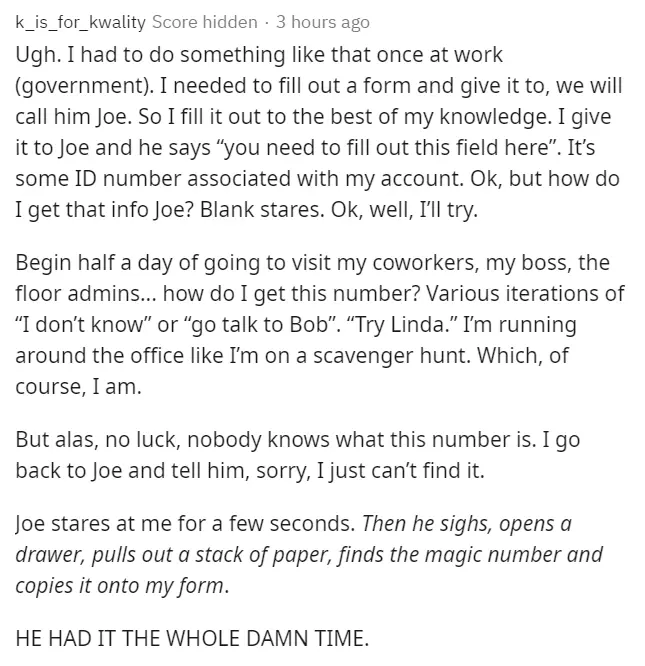 k_is_for_kwality Score hidden · 3 hours ago
Ugh. I had to do something like that once at work
(government). I needed to fill out a form and give it to, we will
call him Joe. So I fill it out to the best of my knowledge. I give
it to Joe and he says “you need to fill out this field here”. It’s
some ID number associated with my account. Ok, but how do
I get that info Joe? Blank stares. Ok, well, I’ll try.
Begin half a day of going to visit my coworkers, my boss, the
floor admins... how do I get this number? Various iterations of
“I don’t know” or “go talk to Bob”. “Try Linda.” I’m running
around the office like I’m on a scavenger hunt. Which, of
course, I am.
But alas, no luck, nobody knows what this number is. I go
back to Joe and tell him, sorry, I just can’t find it.
Joe stares at me for a few seconds. Then he sighs, opens a
drawer, pulls out a stack of paper, finds the magic number and
copies it onto my form.
HE HAD IT THE WHOLE DAMN TIME.